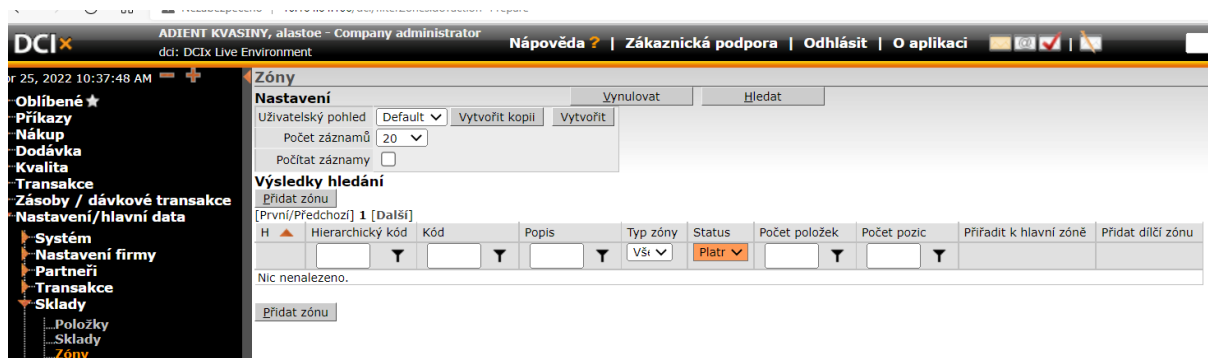 DCIx
ADIENT KVASINY, alastoe - Company administrator
dci: DCIx Live Environment
Nápověda ? | Zákaznická podpora | Odhlásit | O aplikaci
25, 2022 10:37:48 AM
Oblíbené
Příkazy
Nákup
Dodávka
Kvalita
Transakce
Zásoby / dávkové transakce
Nastavení/hlavní data
Systém
Nastavení firmy
Partneři
Transakce
Sklady
Položky
Sklady
Zóny
Zóny
Nastavení
Vynulovat Hledat
Uživatelský pohled Default Vytvořit kopii Vytvořit
Počet záznamů 20
Počítat záznamy
Výsledky hledání
Přidat zónu
[První/Předchozí] 1 [Další]
H Hierarchický kód Kód Popis Typ zóny Status Počet položek Počet pozic Přiřadit k hlavní zóně Přidat dílčí zónu
Vše Platr
Nic nenalezeno.
Přidat zónu